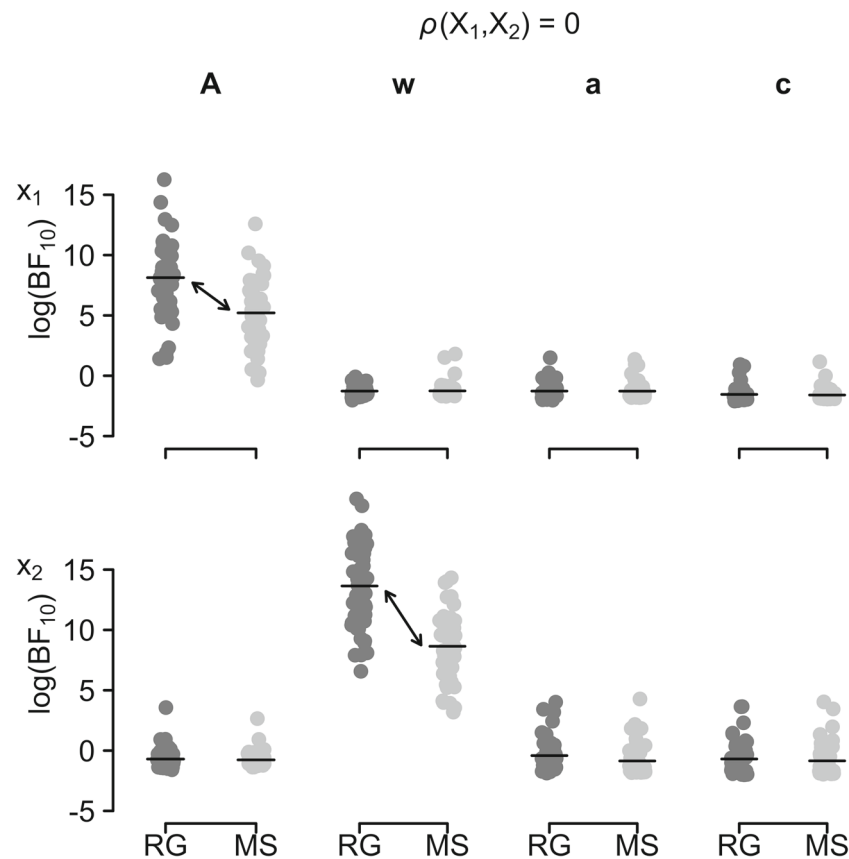 ρ(X₁,X₂) = 0
A w a c
x₁
log(BF₁₀)
15
10
5
0
-5
x₂
log(BF₁₀)
15
10
5
0
-5
RG MS RG MS RG MS RG MS